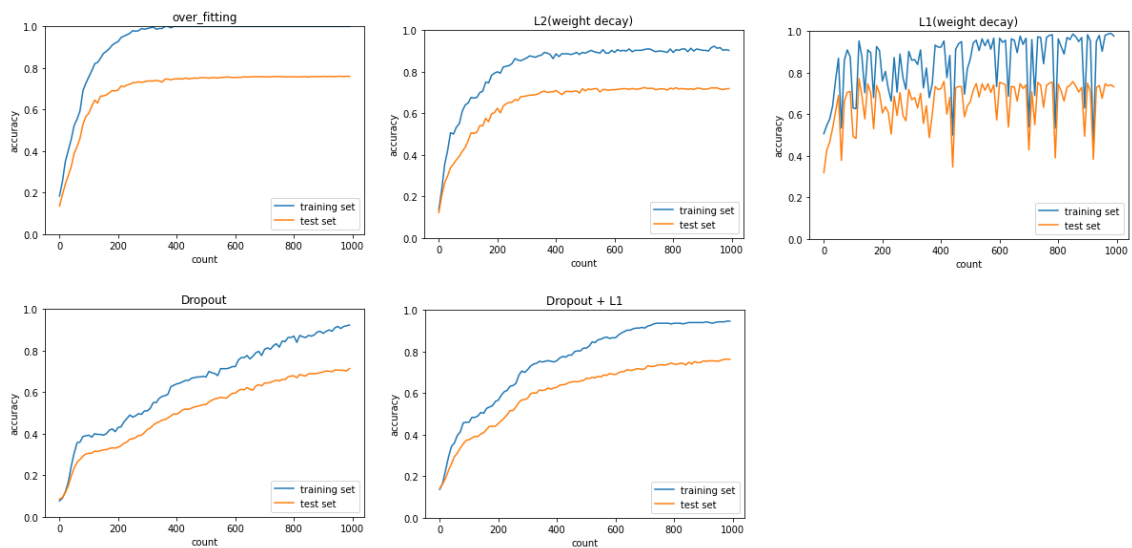 over_fitting
1.0
0.8
0.6
0.4
0.2
0.0
accuracy
training set
test set
0 200 400 600 800 1000
count
L2(weight decay)
1.0
0.8
0.6
0.4
0.2
0.0
accuracy
training set
test set
0 200 400 600 800 1000
count
L1(weight decay)
1.0
0.8
0.6
0.4
0.2
0.0
accuracy
training set
test set
0 200 400 600 800 1000
count
Dropout
1.0
0.8
0.6
0.4
0.2
0.0
accuracy
training set
test set
0 200 400 600 800 1000
count
Dropout + L1
1.0
0.8
0.6
0.4
0.2
0.0
accuracy
training set
test set
0 200 400 600 800 1000
count